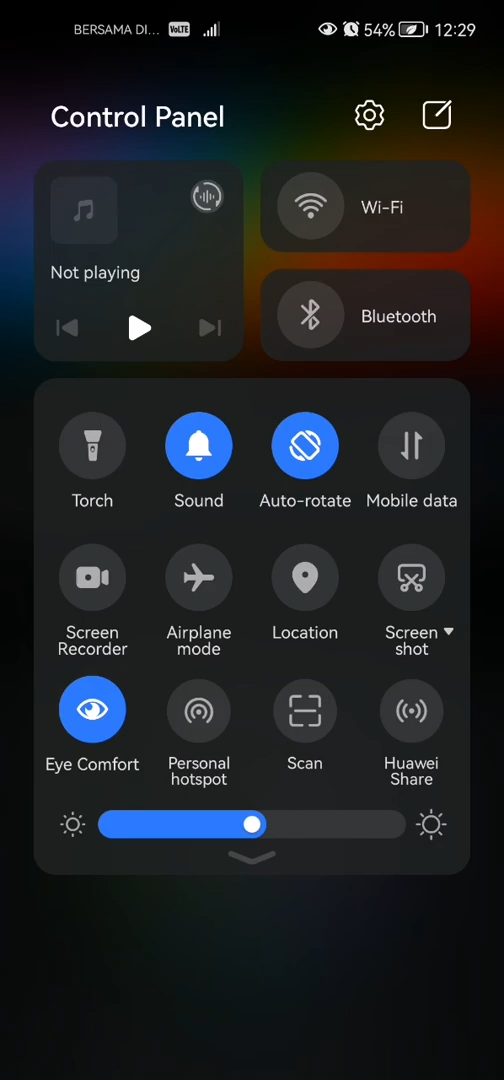 BERSAMA DI... VoLTE 54% 12:29
Control Panel
Not playing
Wi-Fi
Bluetooth
Torch
Sound
Auto-rotate
Mobile data
Screen
Recorder
Airplane
mode
Location
Screen
shot
Eye Comfort
Personal
hotspot
Scan
Huawei
Share